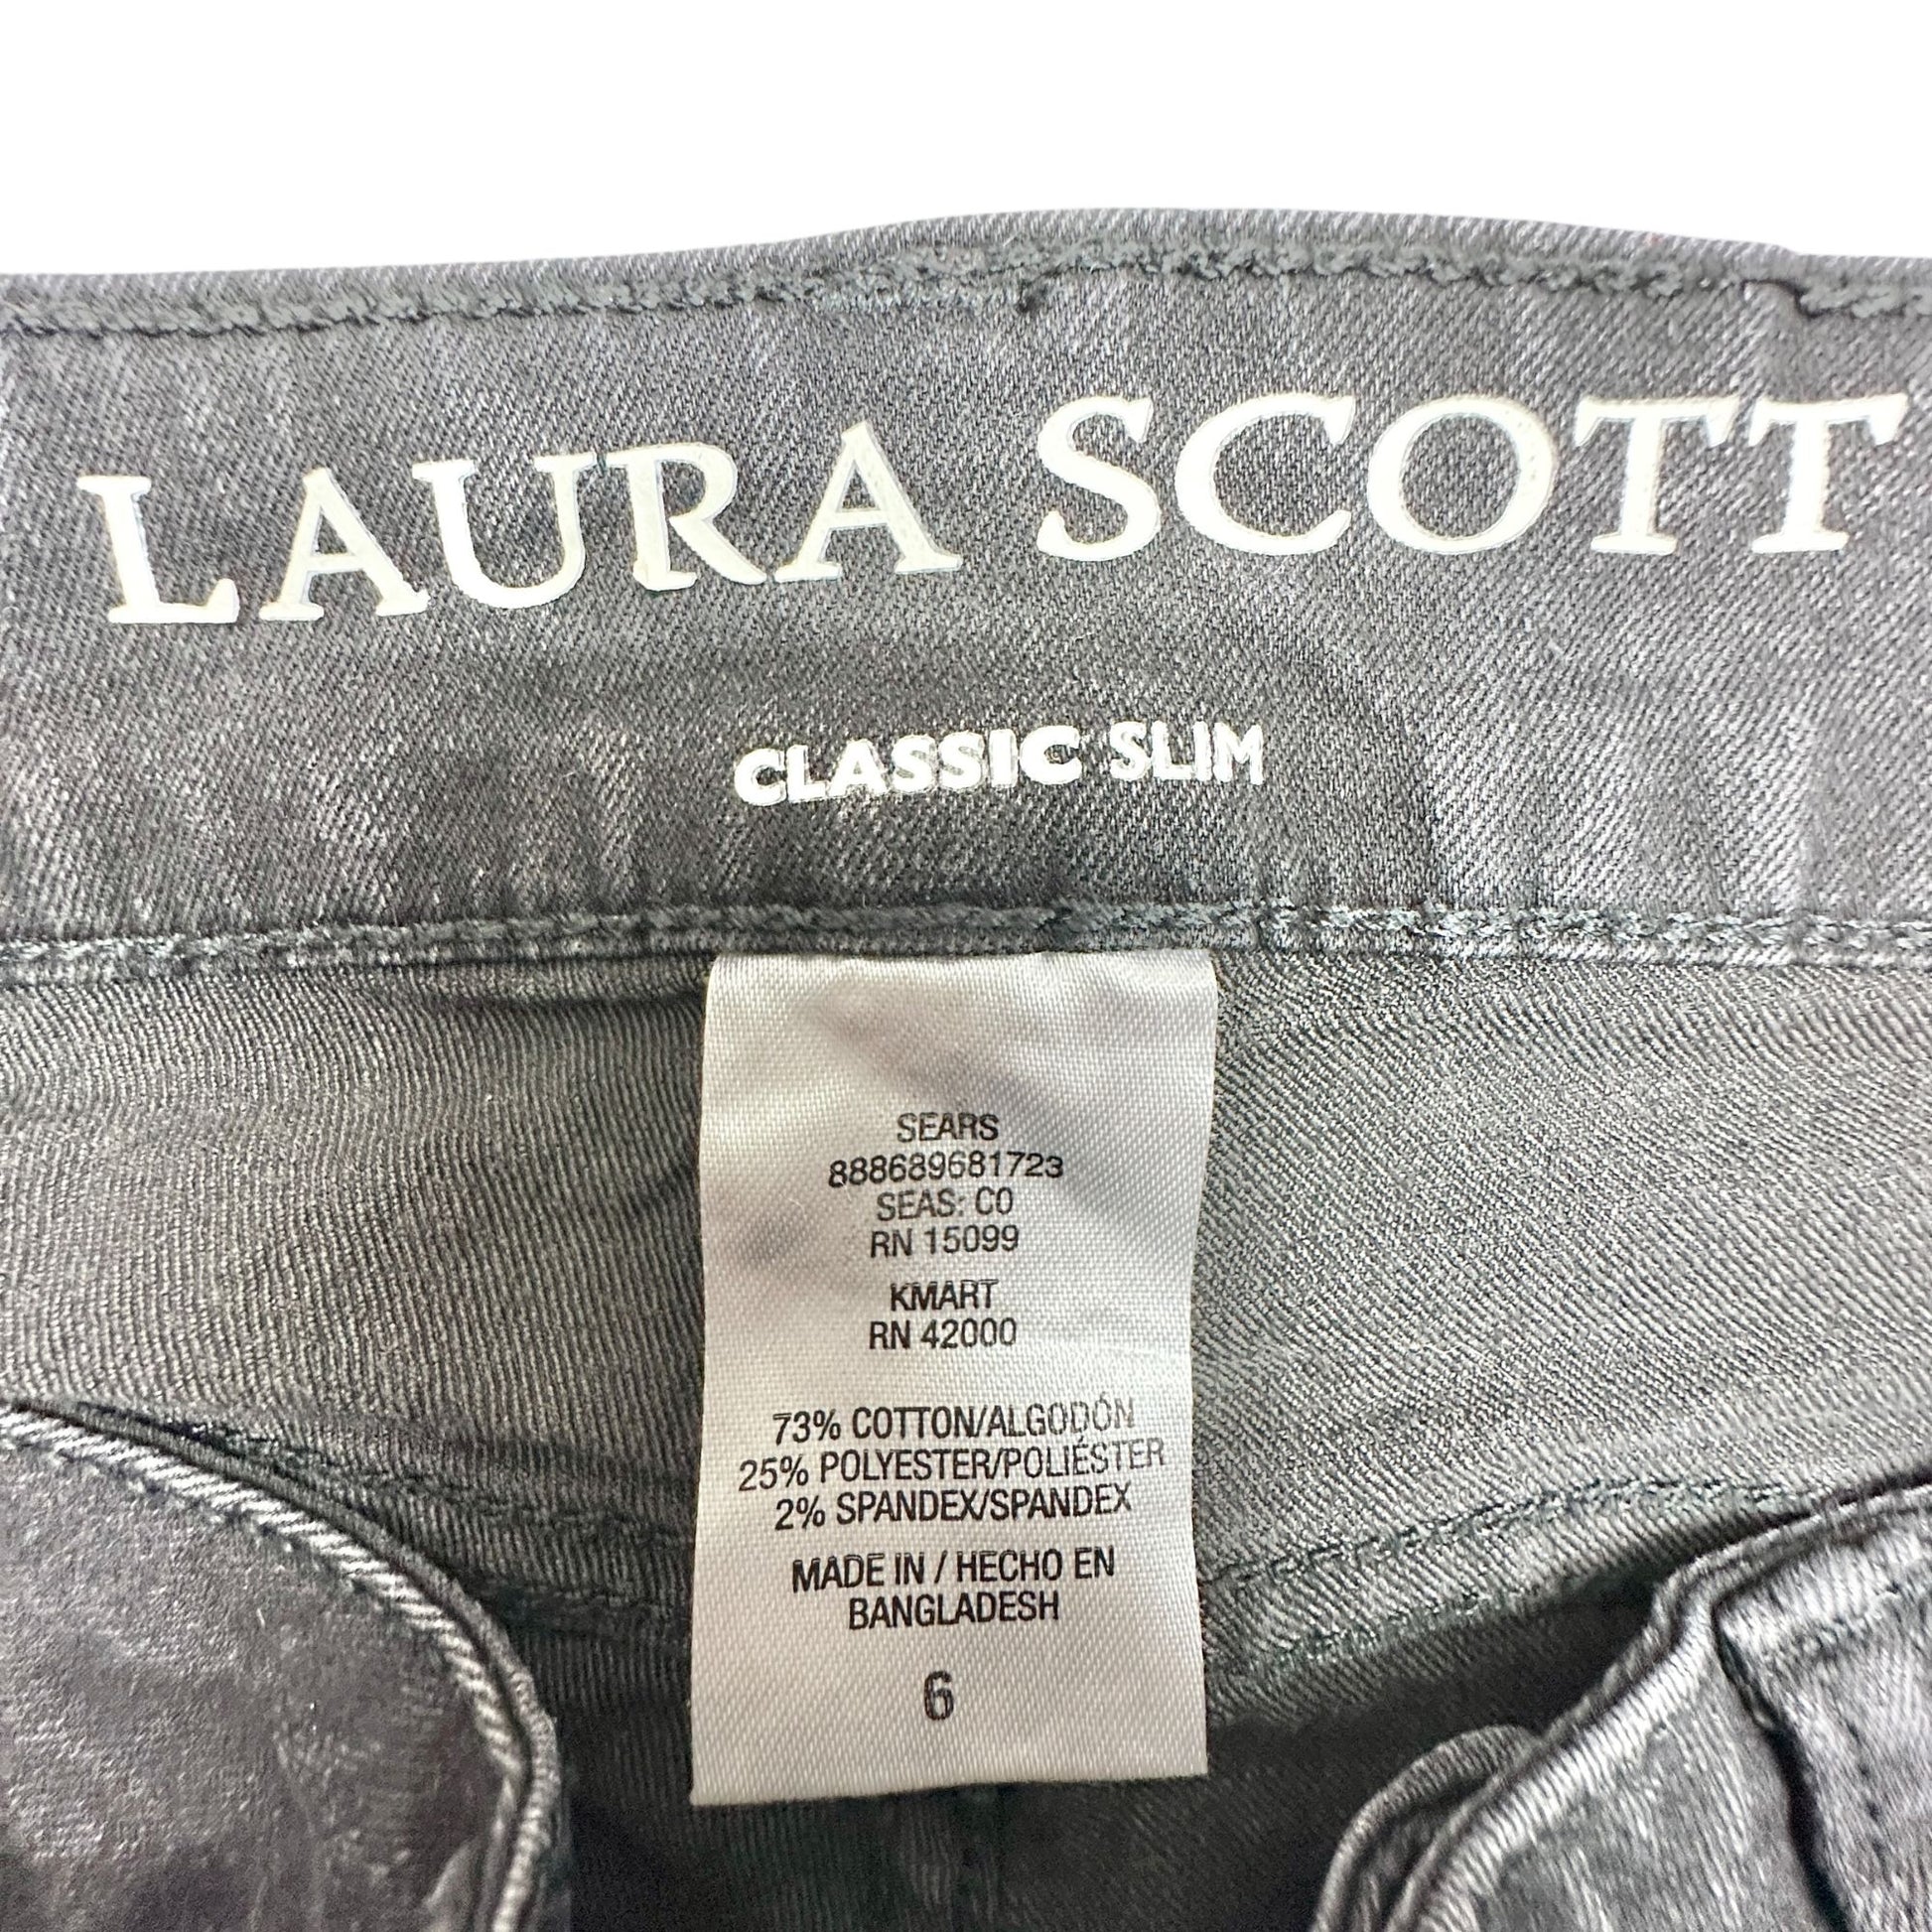 LAURA SCOTT
CLASSIC SLIM
SEARS
888689681723
SEAS: CO
RN 15099
KMART
RN 42000
73% COTTON/ALGODÓN
25% POLYESTER/POLIÉSTER
2% SPANDEX/SPANDEX
MADE IN / HECHO EN
BANGLADESH
6